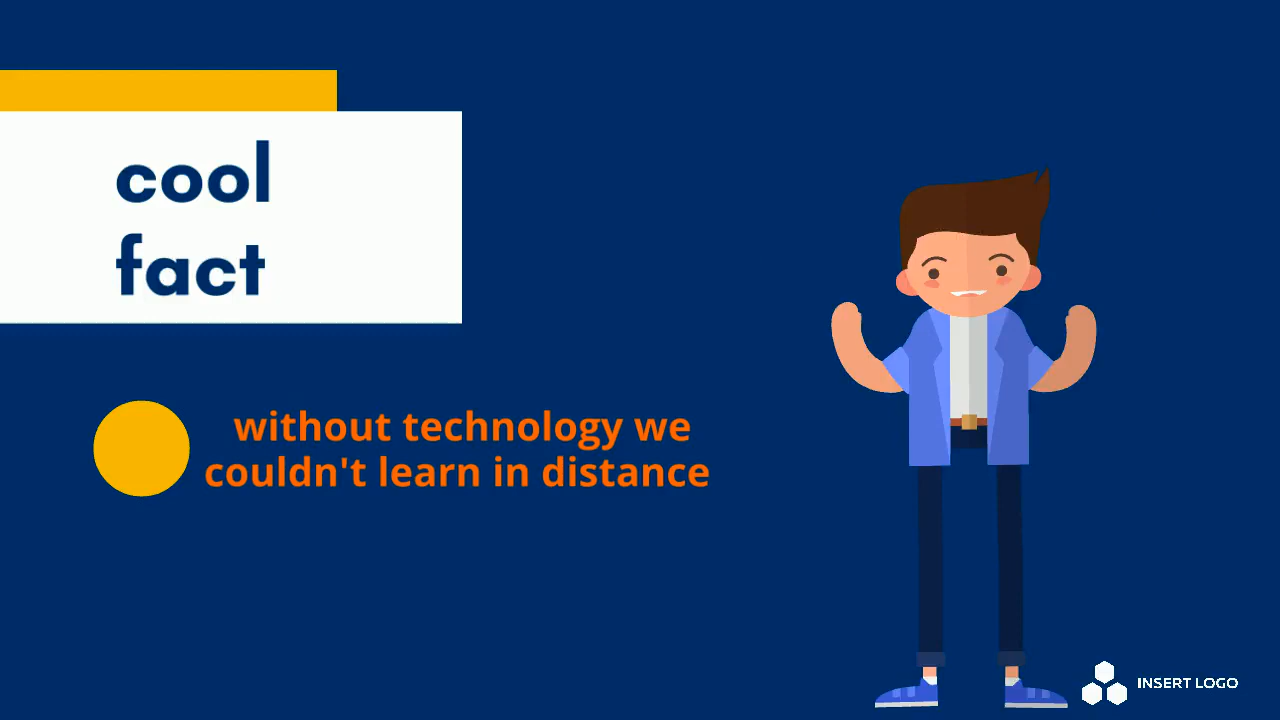 cool
fact
without technology we
couldn't learn in distance
INSERT LOGO